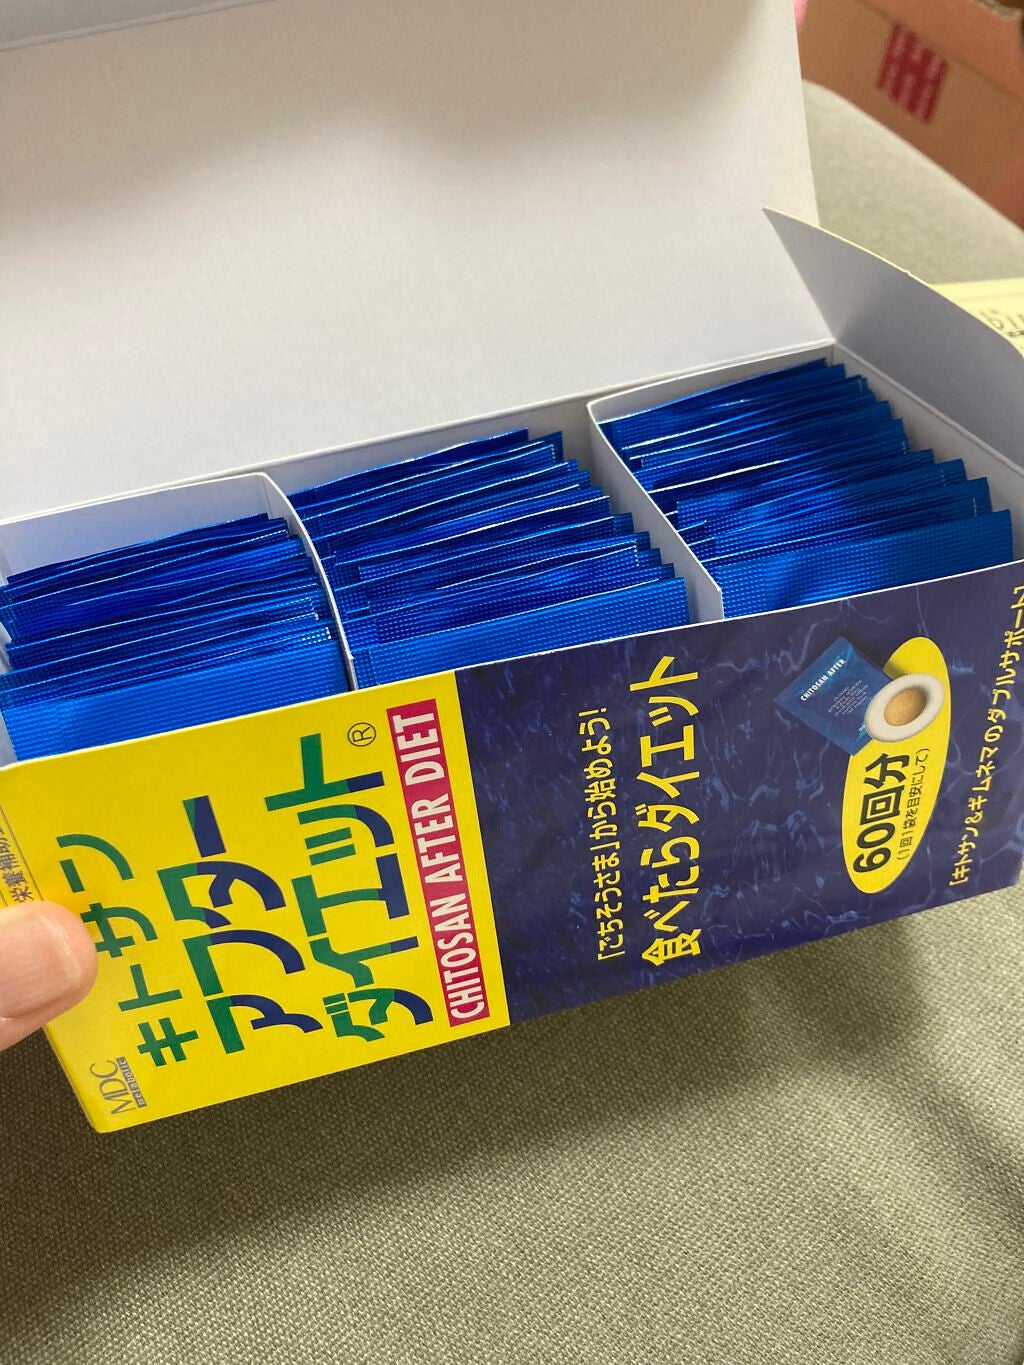 栄養補助
キトサン
アフター
ダイエット®
CHITOSAN AFTER DIET
MDC
metabolic
「ごちそうさま」から始めよう!
食べたらダイエット
CHITOSAN AFTER
60回分
(1回1袋を目安にして)
[キトサン&ギムネマのダブルサポート]